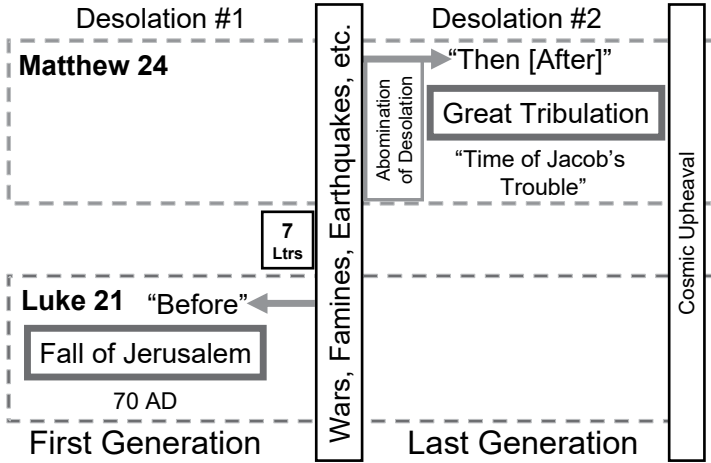 Desolation #1
Desolation #2
Matthew 24
Wars, Famines, Earthquakes, etc.
“Then [After]”
Abomination
of Desolation
Great Tribulation
“Time of Jacob’s
Trouble”
Cosmic Upheaval
7
Ltrs
Luke 21 “Before”
Fall of Jerusalem
70 AD
First Generation
Last Generation